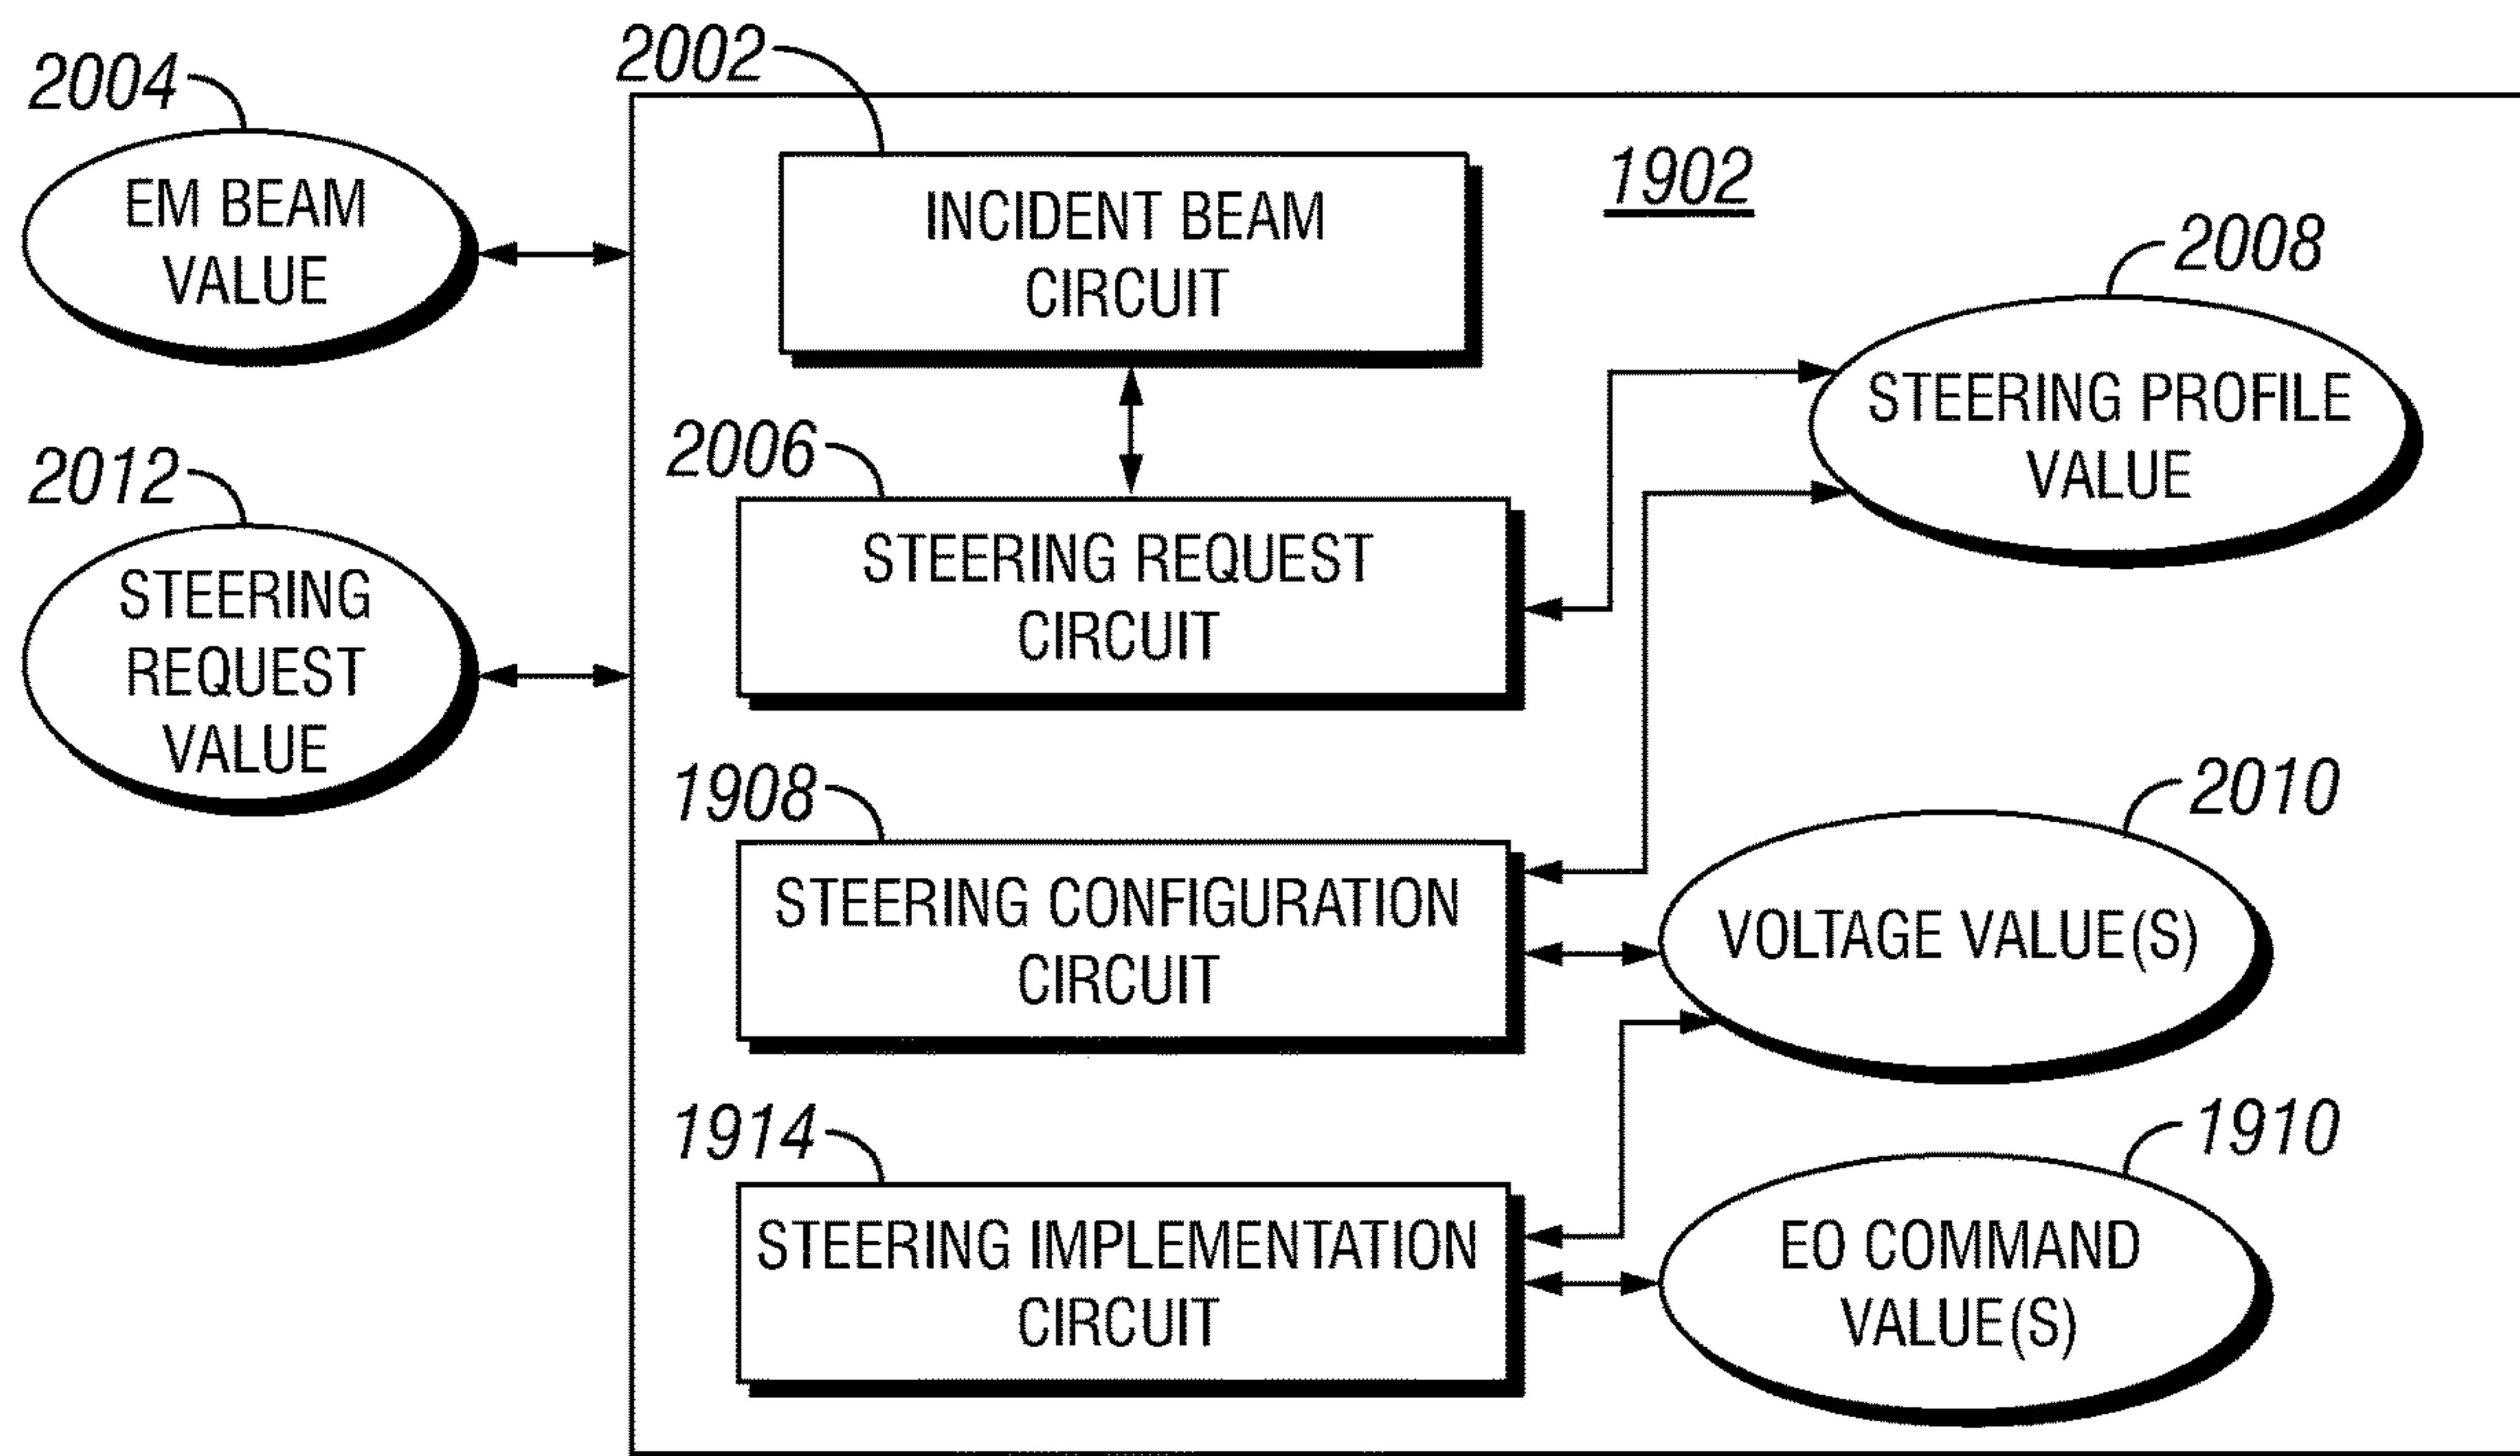 2002
2004
EM BEAM
VALUE
INCIDENT BEAM
CIRCUIT
1902
2008
STEERING PROFILE
VALUE
2006
STEERING REQUEST
CIRCUIT
2012
STEERING
REQUEST
VALUE
1908
STEERING CONFIGURATION
CIRCUIT
2010
VOLTAGE VALUE(S)
1914
STEERING IMPLEMENTATION
CIRCUIT
1910
EO COMMAND
VALUE(S)